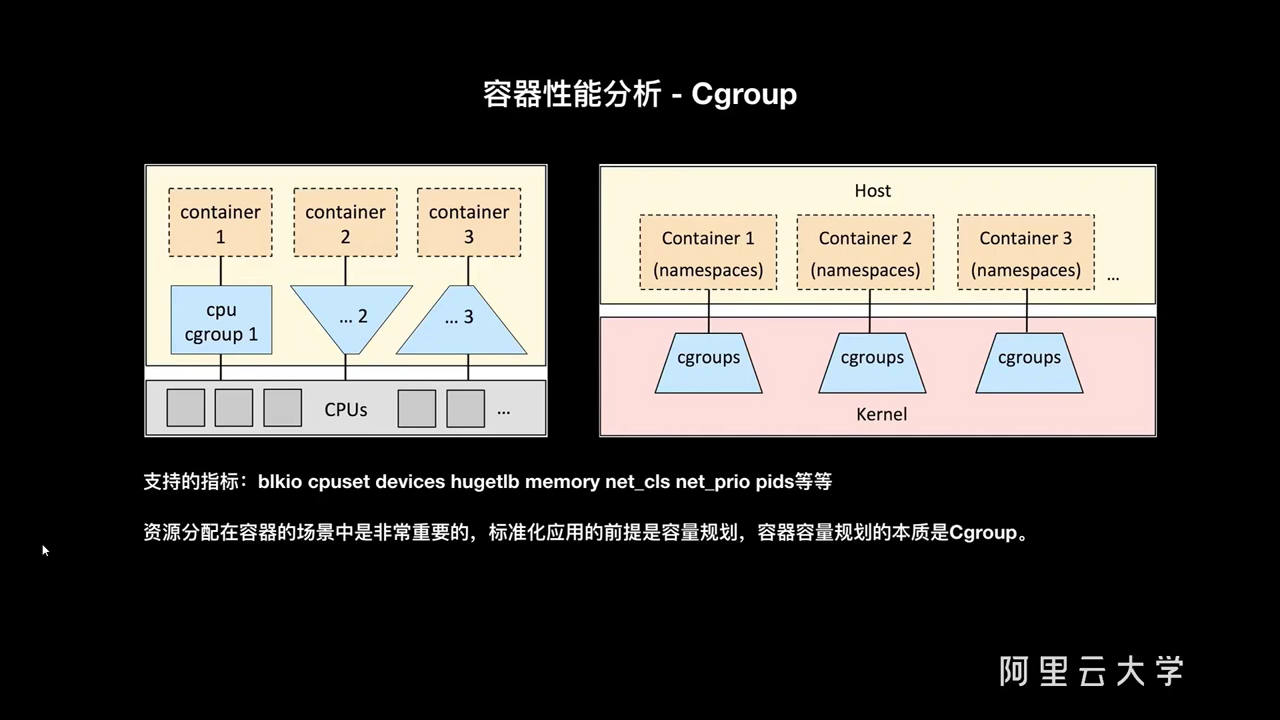 容器性能分析 - Cgroup
container
1
container
2
container
3
cpu
cgroup 1
... 2
... 3
CPUs
...
Host
Container 1
(namespaces)
Container 2
(namespaces)
Container 3
(namespaces)
...
cgroups
cgroups
cgroups
Kernel
支持的指标：blkio cpuset devices hugetlb memory net_cls net_prio pids等等
资源分配在容器的场景中是非常重要的，标准化应用的前提是容量规划，容器容量规划的本质是Cgroup。
阿里云大学